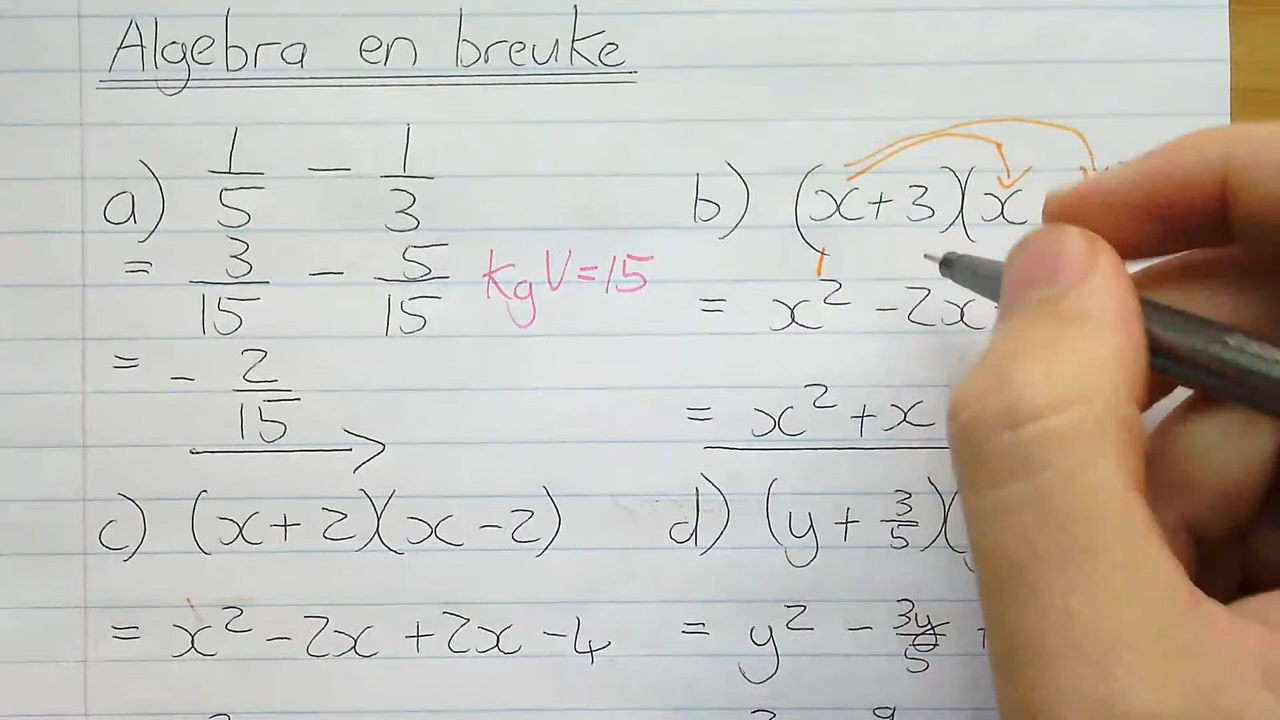 Algebra en breuke
a) 1/5 - 1/3
= 3/15 - 5/15 kgV=15
= - 2/15
b) (x+3)(x
= x² - 2x
= x² + x
c) (x+2)(x-2)
= x² - 2x + 2x - 4
d) (y + 3/5)(
= y² - 3y/5